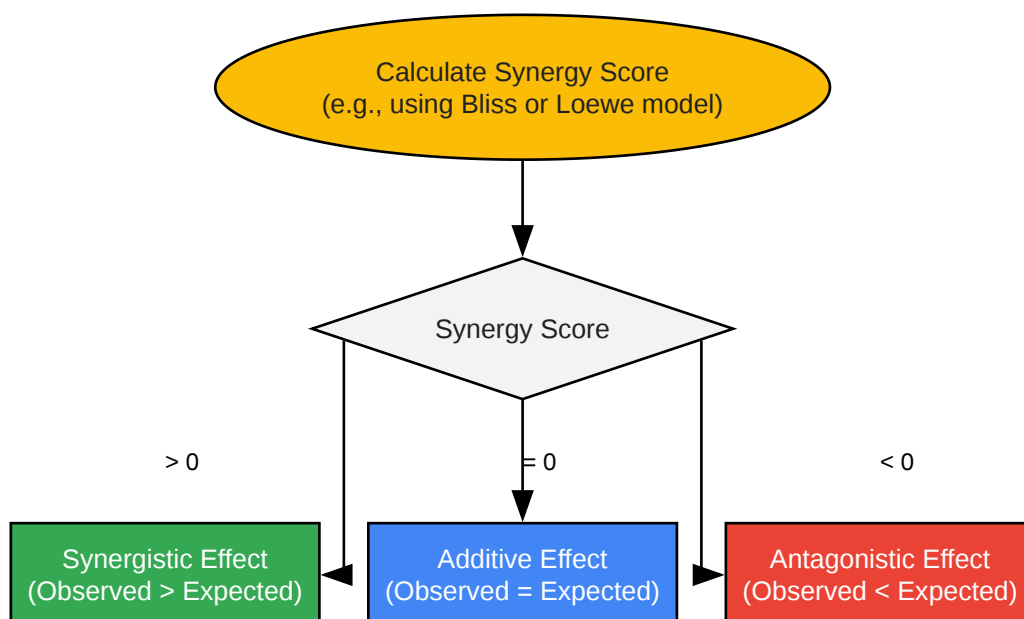 Calculate Synergy Score
(e.g., using Bliss or Loewe model)
Synergy Score
> 0
= 0
< 0
Synergistic Effect
(Observed > Expected)
Additive Effect
(Observed = Expected)
Antagonistic Effect
(Observed < Expected)